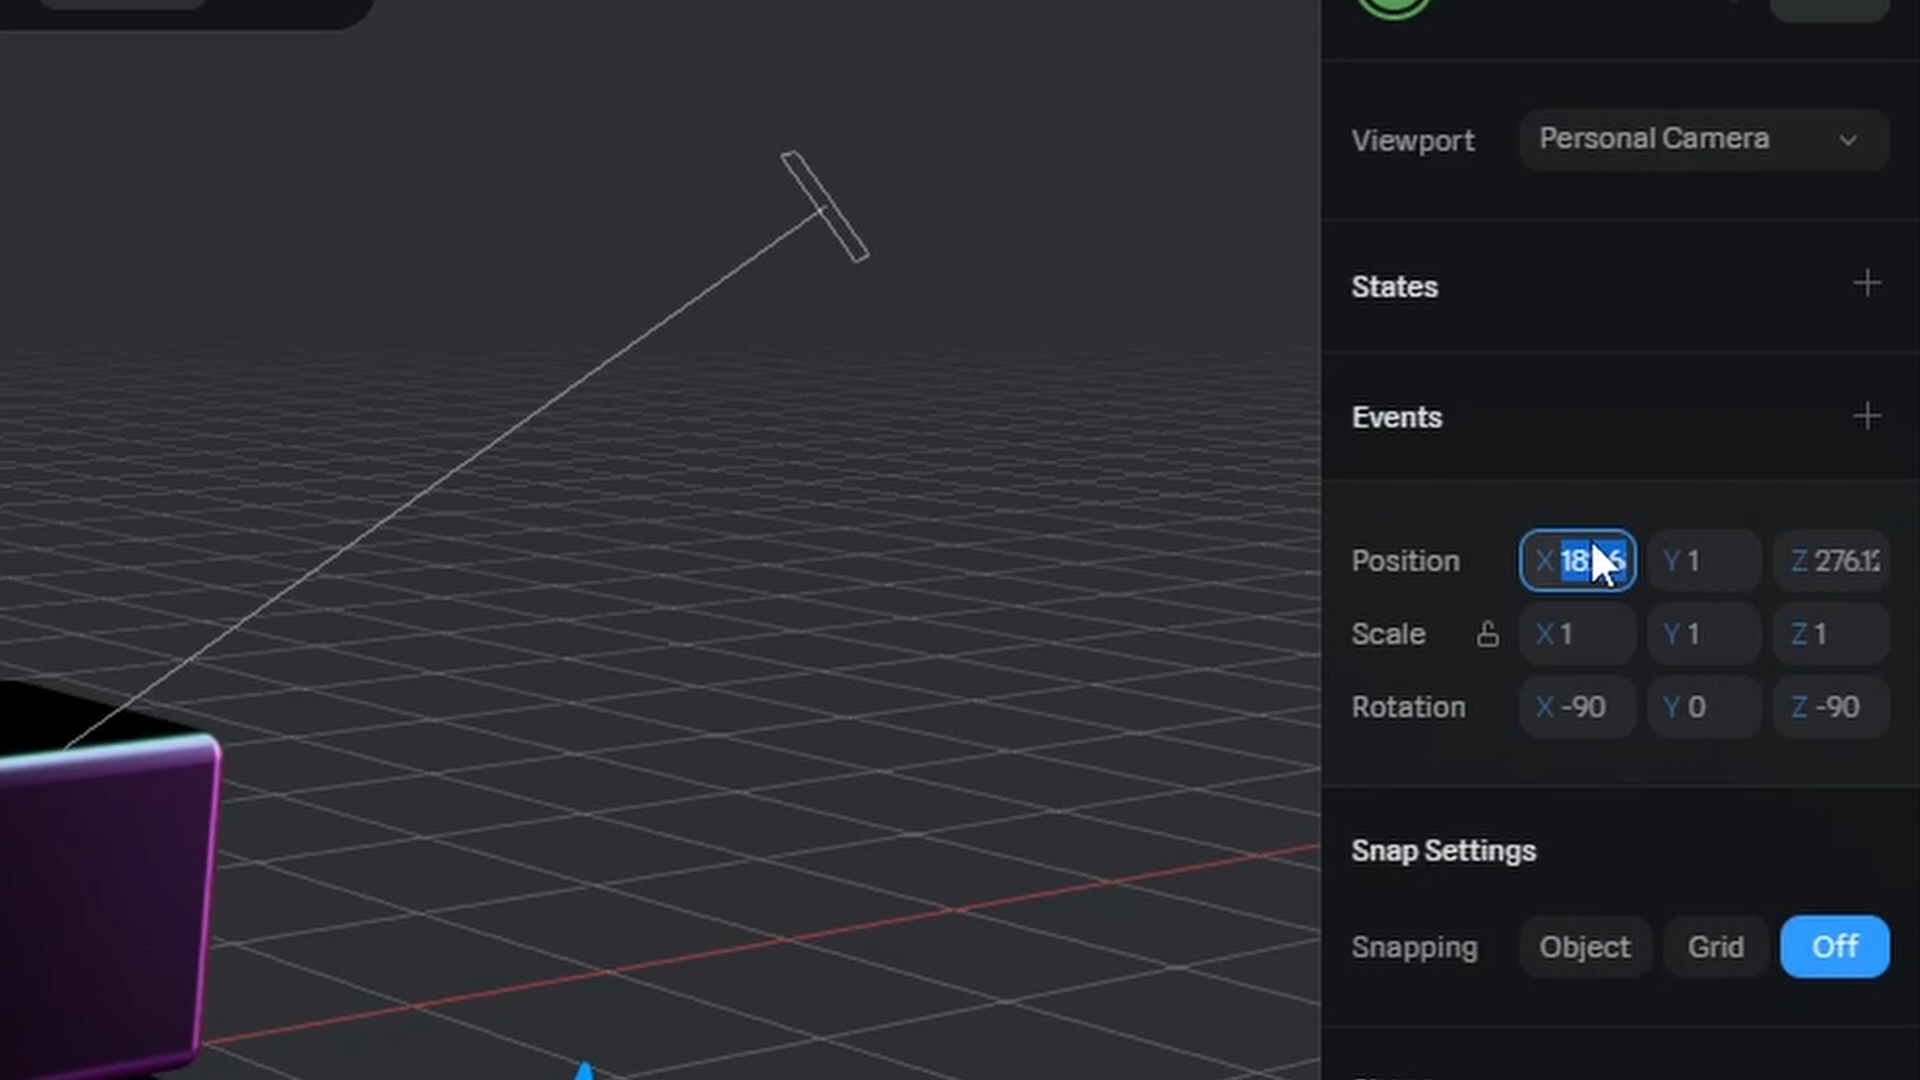 Viewport Personal Camera
States
Events
Position X Y 1 Z 276.12
Scale X 1 Y 1 Z 1
Rotation X -90 Y 0 Z -90
Snap Settings
Snapping Object Grid Off